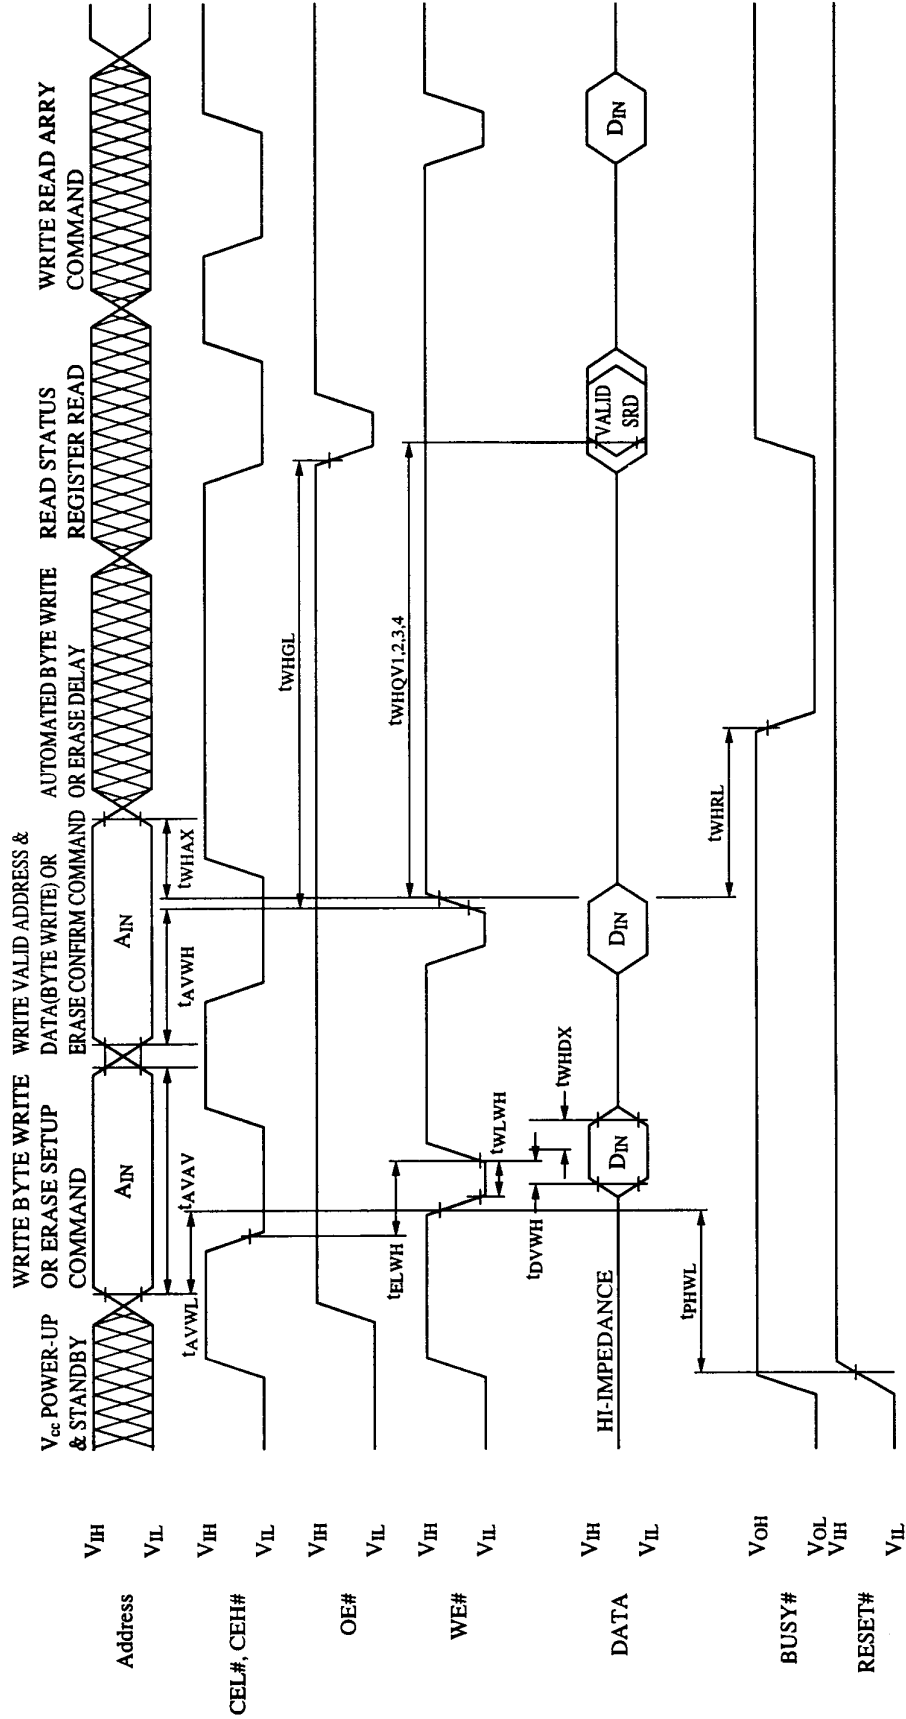 Vcc POWER-UP
& STANDBY
WRITE BYTE WRITE
OR ERASE SETUP
COMMAND
WRITE VALID ADDRESS &
DATA(BYTE WRITE) OR
ERASE CONFIRM COMMAND
AUTOMATED BYTE WRITE
OR ERASE DELAY
READ STATUS
REGISTER READ
WRITE READ ARRY
COMMAND
Address
VIH
VIL
AIN
AIN
tAVWL
tAVAV
tAVWH
tWHAX
CEL#, CEH#
VIH
VIL
OE#
VIH
VIL
tWHGL
WE#
VIH
VIL
tELWH
tWLWH
tWHQV1,2,3,4
tDVWH
tWHDX
DATA
VIH
VIL
HI-IMPEDANCE
DIN
DIN
VALID
SRD
DIN
tPHWL
tWHRL
BUSY#
VOH
VOL
RESET#
VIH
VIL